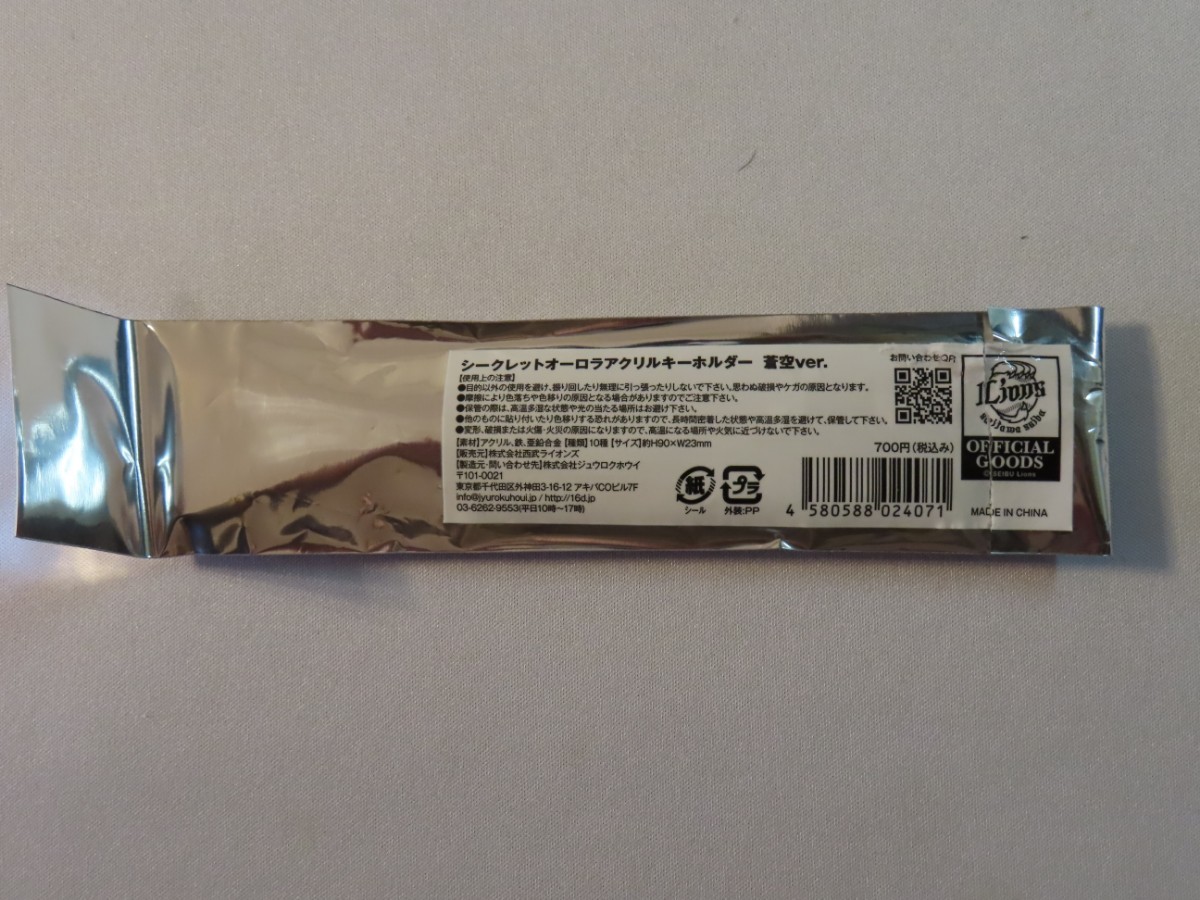 シークレットオーロラアクリルキーホルダー 蒼空ver.
【使用上の注意】
●目的以外の使用を避け、振り回したり無理に引っ張ったりしないで下さい。思わぬ破損やケガの原因となります。
●摩擦により色落ちや色移りの原因となる場合がありますのでご注意下さい。
●保管の際は、高温多湿な状態や光の当たる場所はお避け下さい。
●他のものに貼り付いたり色移りする恐れがありますので、長時間密着した状態や高温多湿を避けて、保管して下さい。
●変形、破損または火傷・火災の原因になりますので、高温になる場所や火気に近づけないで下さい。
【素材】アクリル、鉄、亜鉛合金 【種類】10種 【サイズ】約H90×W23mm
【販売元】株式会社西武ライオンズ
【製造元・問い合わせ先】株式会社ジュウロクホウイ
〒101-0021
東京都千代田区外神田3-16-12 アキバCOビル7F
info@jyurokuhoui.jp / http://16d.jp
03-6262-9553(平日10時〜17時)
紙
シール
プラ
外装:PP
お問い合わせQR
700円(税込み)
4 580588 024071
Lions
saitama seibu
OFFICIAL
GOODS
©SEIBU Lions
MADE IN CHINA